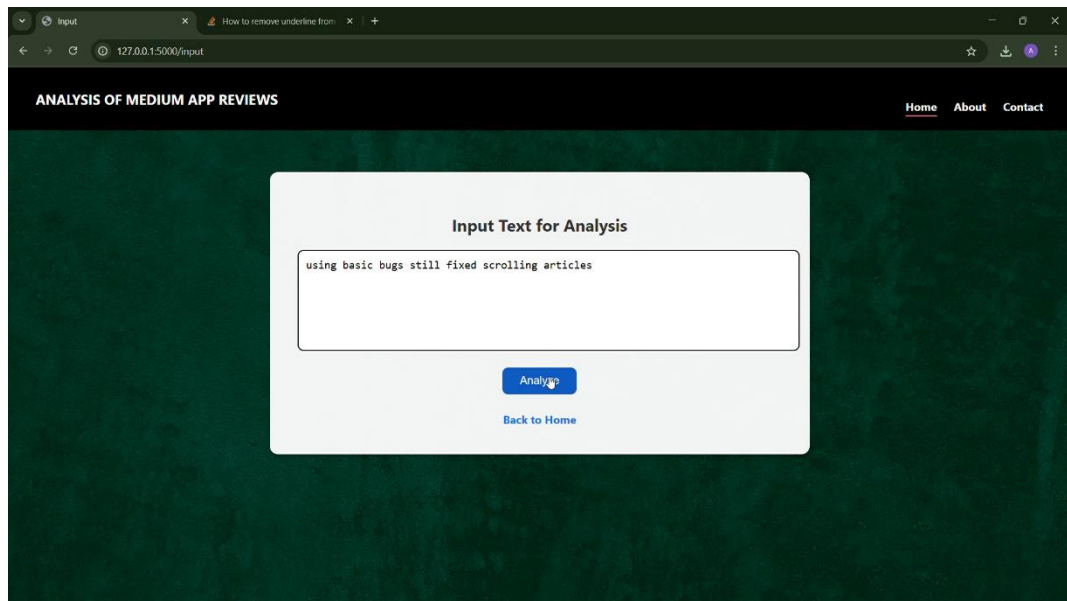 Input
How to remove underline from
127.0.0.1:5000/input
A
ANALYSIS OF MEDIUM APP REVIEWS
Home About Contact
Input Text for Analysis
using basic bugs still fixed scrolling articles
Analyze
Back to Home